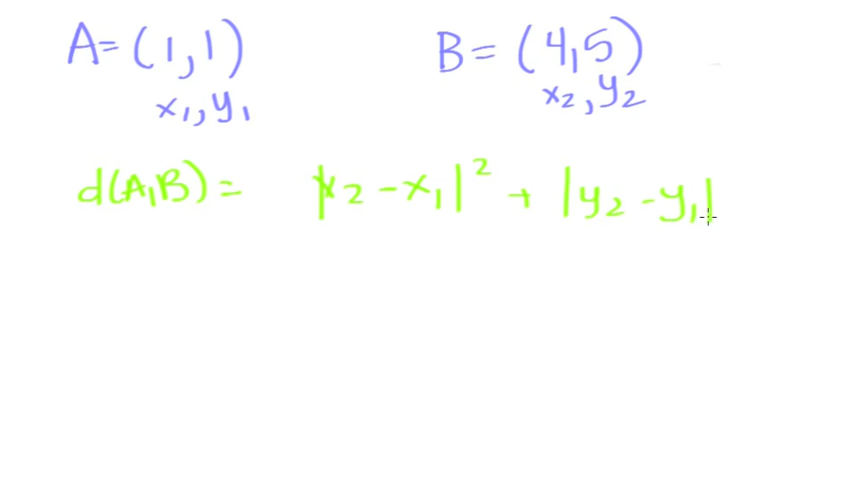 A = (1,1) B = (4,5)
x₁,y₁ x₂,y₂
d(A,B) = |x₂ - x₁|² + |y₂ - y₁|